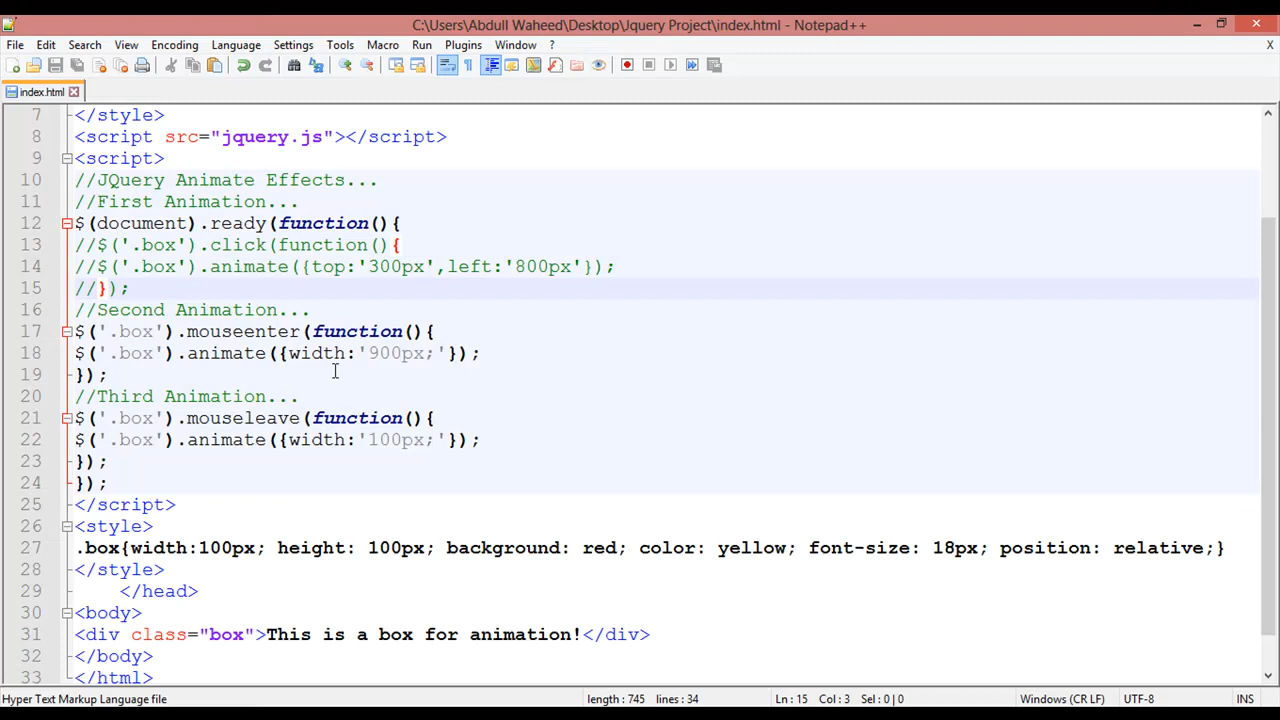 C:\Users\Abdull Waheed\Desktop\Jquery Project\index.html - Notepad++
File Edit Search View Encoding Language Settings Tools Macro Run Plugins Window ? X
index.html
7 </style>
8 <script src="jquery.js"></script>
9 <script>
10 //JQuery Animate Effects...
11 //First Animation...
12 $(document).ready(function(){
13 //$('.box').click(function(){
14 //$('.box').animate({top:'300px',left:'800px'});
15 //});
16 //Second Animation...
17 $('.box').mouseenter(function(){
18 $('.box').animate({width:'900px;'});
19 });
20 //Third Animation...
21 $('.box').mouseleave(function(){
22 $('.box').animate({width:'100px;'});
23 });
24 });
25 </script>
26 <style>
27 .box{width:100px; height: 100px; background: red; color: yellow; font-size: 18px; position: relative;}
28 </style>
29 </head>
30 <body>
31 <div class="box">This is a box for animation!</div>
32 </body>
33 </html>
Hyper Text Markup Language file length : 745 lines : 34 Ln : 15 Col : 3 Sel : 0 | 0 Windows (CR LF) UTF-8 INS